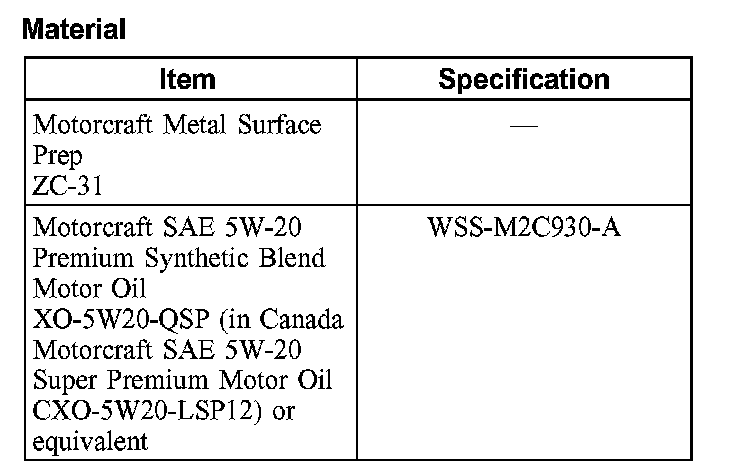 Material
Item
Specification
Motorcraft Metal Surface
Prep
ZC-31
—
Motorcraft SAE 5W-20
Premium Synthetic Blend
Motor Oil
XO-5W20-QSP (in Canada
Motorcraft SAE 5W-20
Super Premium Motor Oil
CXO-5W20-LSP12) or
equivalent
WSS-M2C930-A